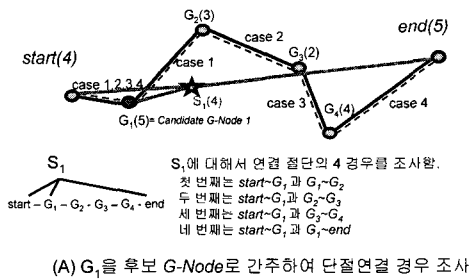 G₂(3)
end(5)
start(4)
case 2
G₃(2)
case 1
case 1,2,3,4
S₁(4)
case 3
case 4
G₄(4)
G₁(5)= Candidate G-Node 1
S₁
start – G₁ – G₂ - G₃ – G₄ - end
S₁에 대해서 연결 절단의 4 경우를 조사함.
첫 번째는 start~G₁ 과 G₁~G₂
두 번째는 start~G₁과 G₂~G₃
세 번째는 start~G₁ 과 G₃~G₄
네 번째는 start~G₁ 과 G₁~end
(A) G₁을 후보 G-Node로 간주하여 단절연결 경우 조사